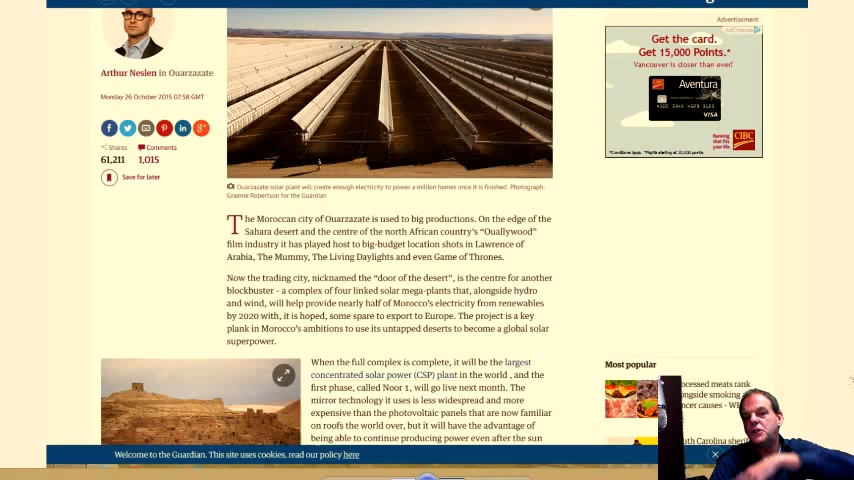 Advertisement
AdChoices
Get the card.
Get 15,000 Points.*
Vancouver is closer than ever.
Aventura
VISA
CIBC
Banking
that fits
your life.
Arthur Neslen in Ouarzazate
Monday 26 October 2015 07.58 GMT
Shares
Comments
61,211
1,015
Save for later
Ouarzazate solar plant will create enough electricity to power a million homes once it is finished. Photograph:
Graeme Robertson for the Guardian
The Moroccan city of Ouarzazate is used to big productions. On the edge of the
Sahara desert and the centre of the north African country's "Ouallywood"
film industry it has played host to big-budget location shots in Lawrence of
Arabia, The Mummy, The Living Daylights and even Game of Thrones.
Now the trading city, nicknamed the "door of the desert", is the centre for another
blockbuster - a complex of four linked solar mega-plants that, alongside hydro
and wind, will help provide nearly half of Morocco's electricity from renewables
by 2020 with, it is hoped, some spare to export to Europe. The project is a key
plank in Morocco's ambitions to use its untapped deserts to become a global solar
superpower.
When the full complex is complete, it will be the largest
concentrated solar power (CSP) plant in the world , and the
first phase, called Noor 1, will go live next month. The
mirror technology it uses is less widespread and more
expensive than the photovoltaic panels that are now familiar
on roofs the world over, but it will have the advantage of
being able to continue producing power even after the sun
Most popular
ocessed meats rank
ongside smoking
ncer causes - W
uth Carolina sheri
Welcome to the Guardian. This site uses cookies, read our policy here